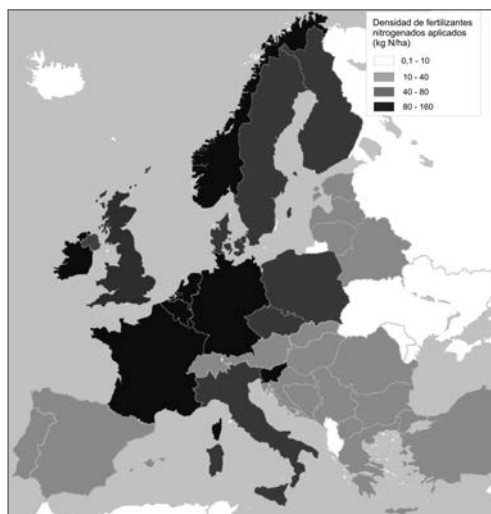 Densidad de fertilizantes
nitrogenados aplicados
(kg N/ha)
0,1 - 10
10 - 40
40 - 80
80 - 160